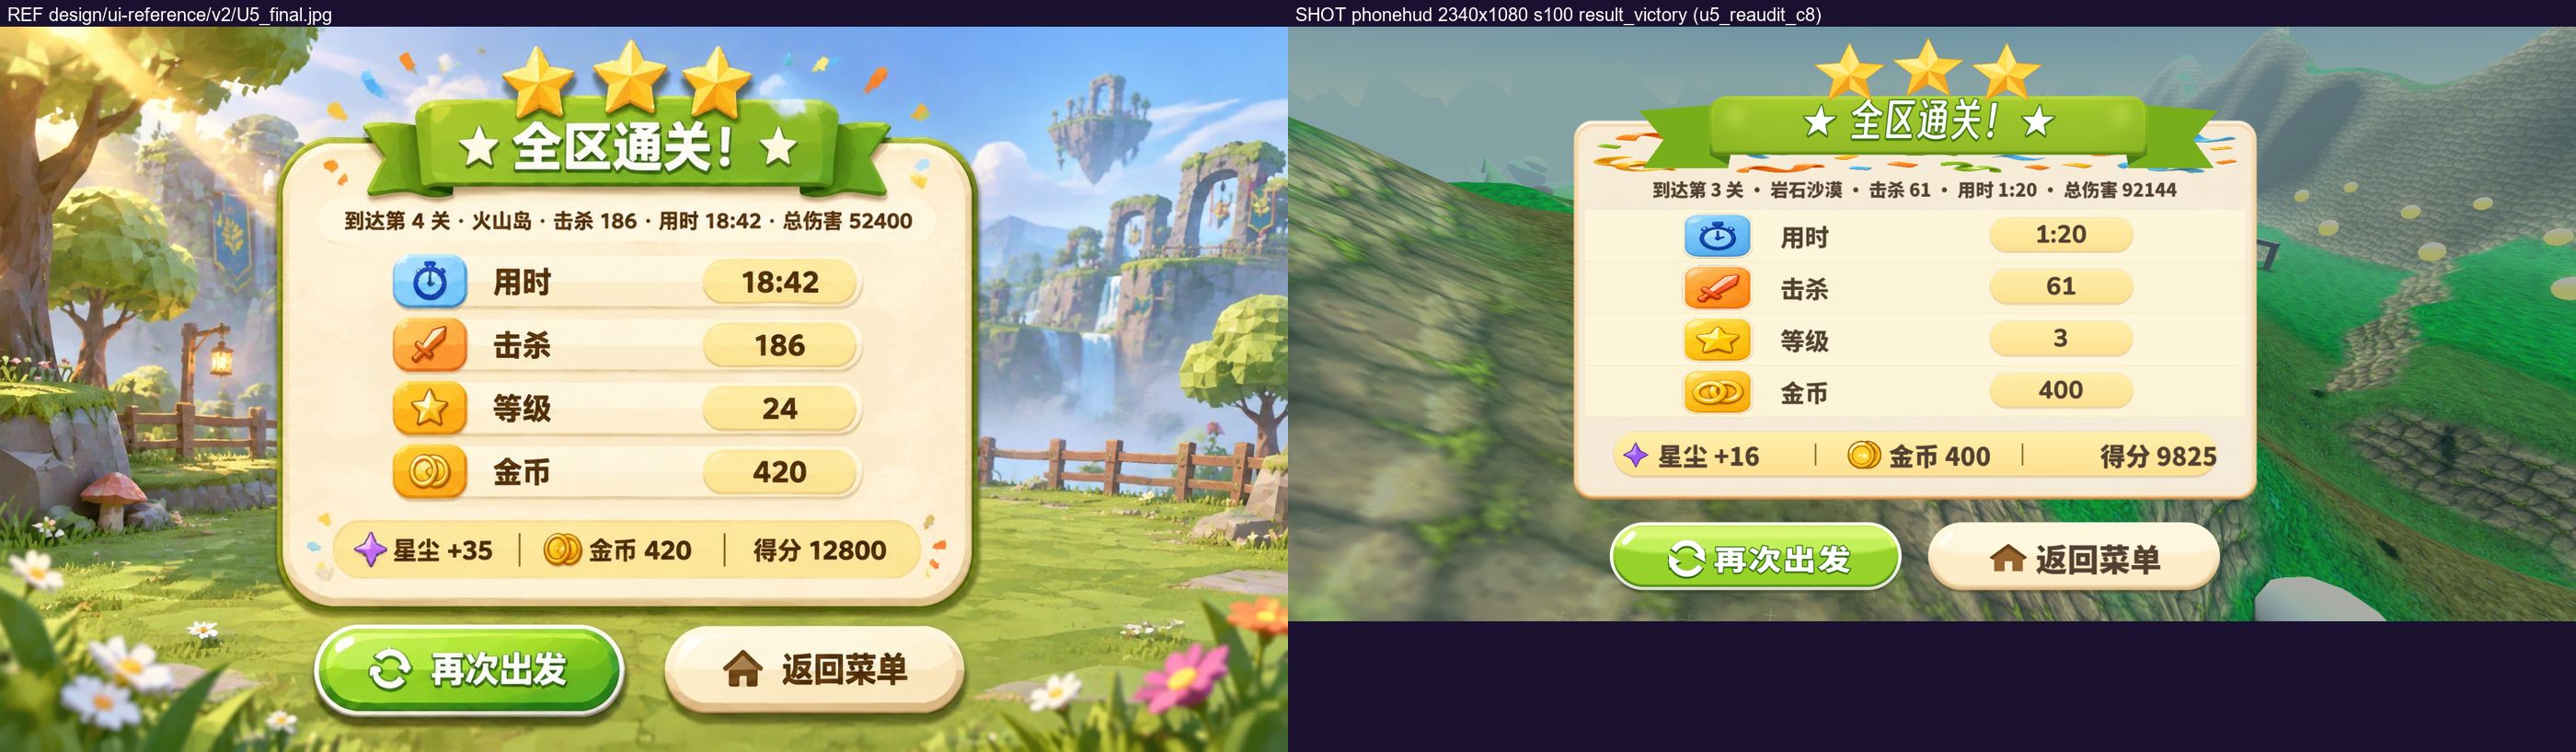 REF design/ui-reference/v2/U5_final.jpg
全区通关!
到达第 4 关 · 火山岛 · 击杀 186 · 用时 18:42 · 总伤害 52400
用时 18:42
击杀 186
等级 24
金币 420
星尘 +35 | 金币 420 | 得分 12800
再次出发 返回菜单
SHOT phonehud 2340x1080 s100 result_victory (u5_reaudit_c8)
全区通关!
到达第 3 关 · 岩石沙漠 · 击杀 61 · 用时 1:20 · 总伤害 92144
用时 1:20
击杀 61
等级 3
金币 400
星尘 +16 | 金币 400 | 得分 9825
再次出发 返回菜单